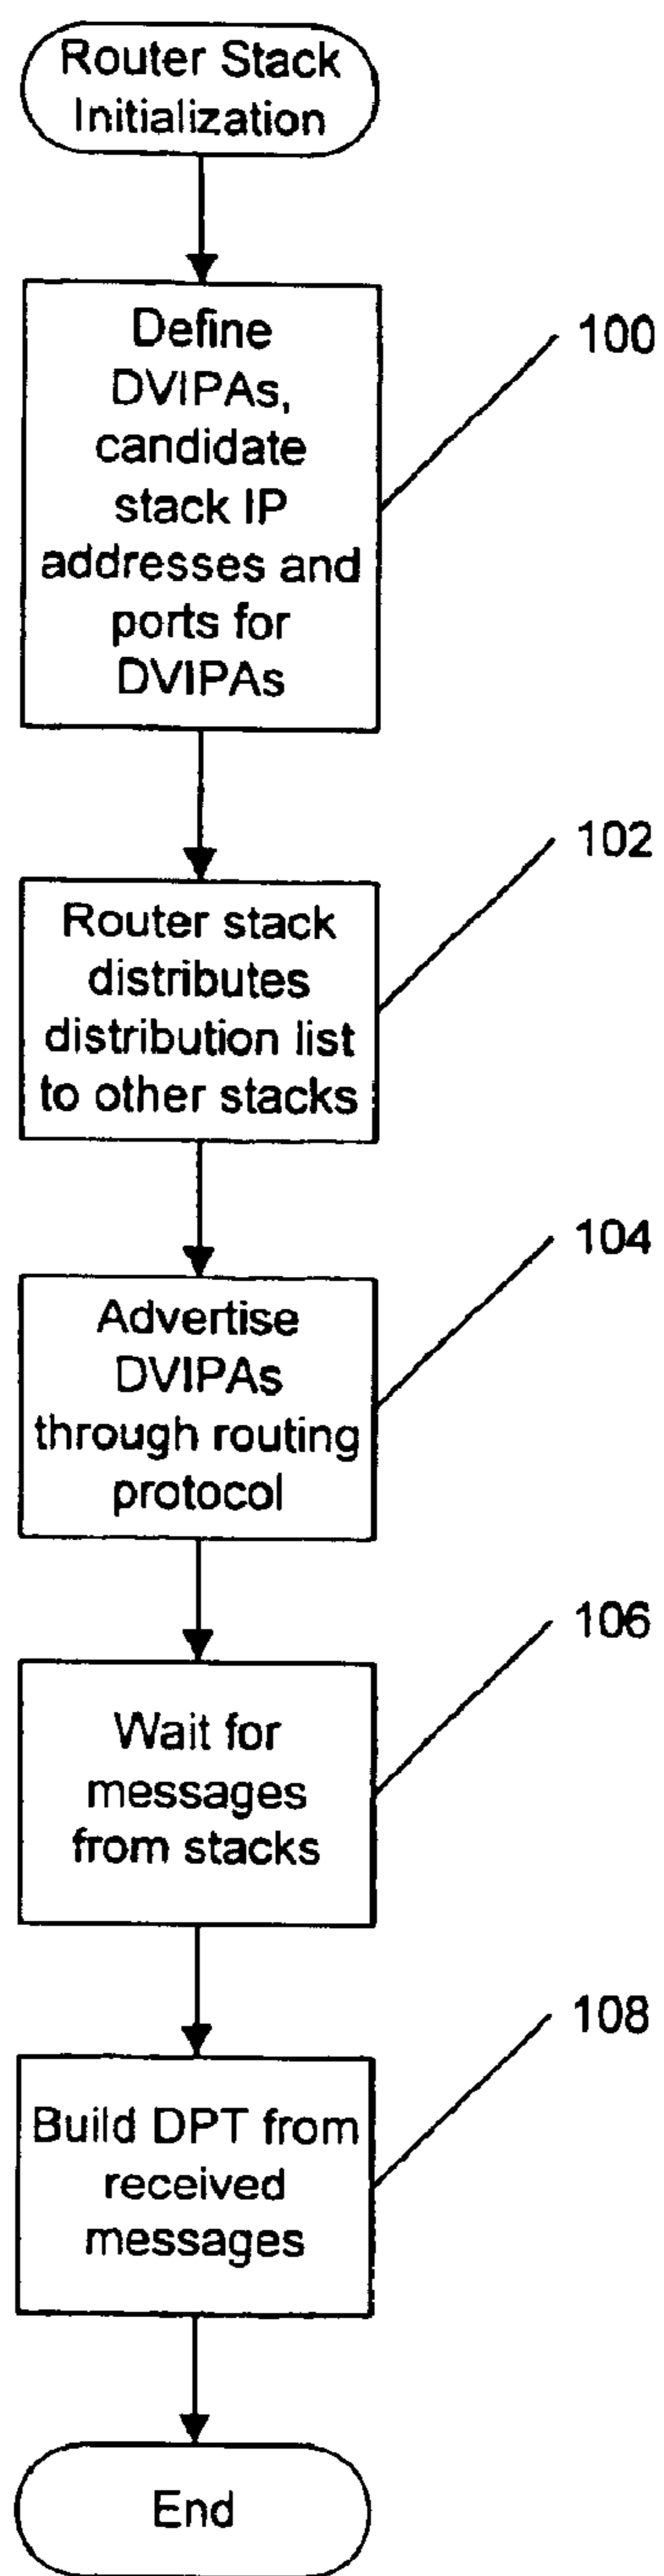 Router Stack
Initialization
Define
DVIPAs,
candidate
stack IP
addresses and
ports for
DVIPAs
100
Router stack
distributes
distribution list
to other stacks
102
Advertise
DVIPAs
through routing
protocol
104
Wait for
messages
from stacks
106
Build DPT from
received
messages
108
End